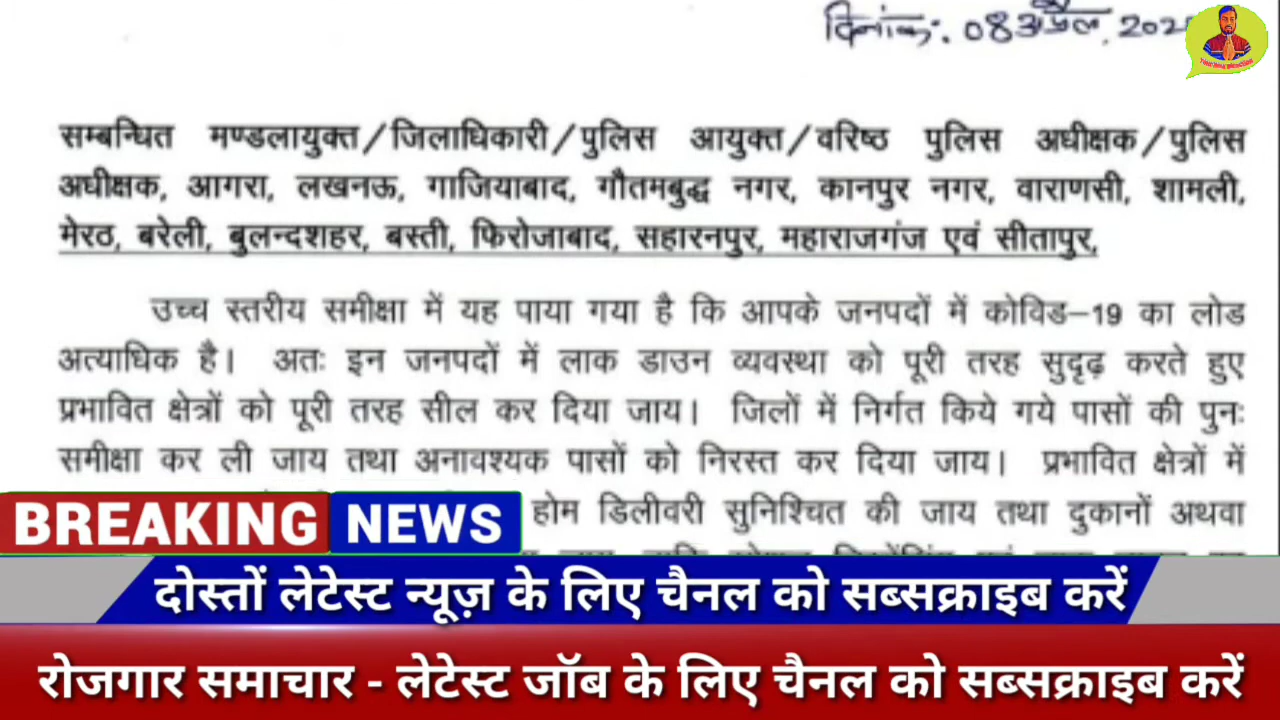 दिनांक: 08 अप्रैल, 202
सम्बन्धित मण्डलायुक्त/जिलाधिकारी/पुलिस आयुक्त/वरिष्ठ पुलिस अधीक्षक/पुलिस
अधीक्षक, आगरा, लखनऊ, गाजियाबाद, गौतमबुद्ध नगर, कानपुर नगर, वाराणसी, शामली,
मेरठ, बरेली, बुलन्दशहर, बस्ती, फिरोजाबाद, सहारनपुर, महाराजगंज एवं सीतापुर,
उच्च स्तरीय समीक्षा में यह पाया गया है कि आपके जनपदों में कोविड–19 का लोड
अत्याधिक है। अतः इन जनपदों में लाक डाउन व्यवस्था को पूरी तरह सुदृढ़ करते हुए
प्रभावित क्षेत्रों को पूरी तरह सील कर दिया जाय। जिलों में निर्गत किये गये पासों की पुनः
समीक्षा कर ली जाय तथा अनावश्यक पासों को निरस्त कर दिया जाय। प्रभावित क्षेत्रों में
होम डिलीवरी सुनिश्चित की जाय तथा दुकानों अथवा
BREAKING NEWS
दोस्तों लेटेस्ट न्यूज़ के लिए चैनल को सब्सक्राइब करें
रोजगार समाचार - लेटेस्ट जॉब के लिए चैनल को सब्सक्राइब करें